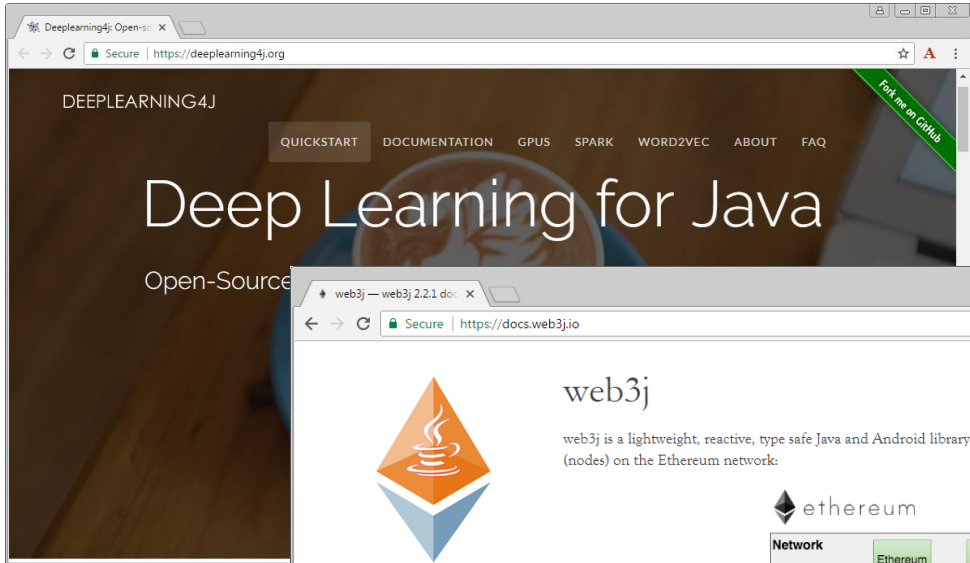 Deeplearning4j: Open-so
Secure | https://deeplearning4j.org
A
DEEPLEARNING4J
Fork me on GitHub
QUICKSTART DOCUMENTATION GPUS SPARK WORD2VEC ABOUT FAQ
Deep Learning for Java
Open-Source
web3j — web3j 2.2.1 doc
Secure | https://docs.web3j.io
web3j
web3j is a lightweight, reactive, type safe Java and Android library
(nodes) on the Ethereum network:
ethereum
Network
Ethereum